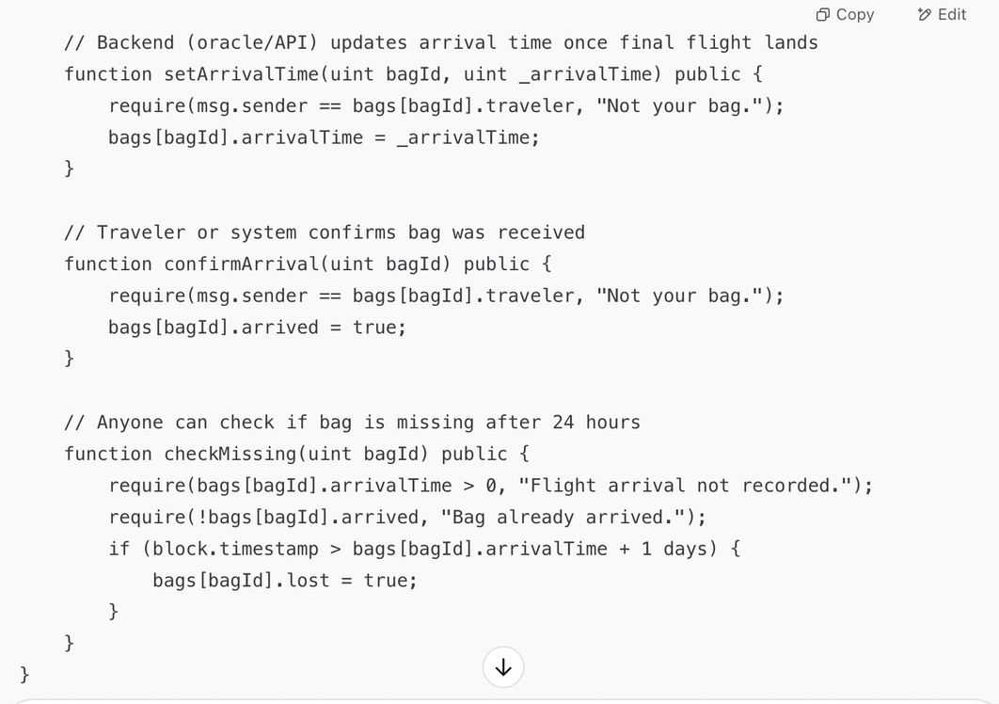 Copy Edit
// Backend (oracle/API) updates arrival time once final flight lands
function setArrivalTime(uint bagId, uint _arrivalTime) public {
require(msg.sender == bags[bagId].traveler, "Not your bag.");
bags[bagId].arrivalTime = _arrivalTime;
}
// Traveler or system confirms bag was received
function confirmArrival(uint bagId) public {
require(msg.sender == bags[bagId].traveler, "Not your bag.");
bags[bagId].arrived = true;
}
// Anyone can check if bag is missing after 24 hours
function checkMissing(uint bagId) public {
require(bags[bagId].arrivalTime > 0, "Flight arrival not recorded.");
require(!bags[bagId].arrived, "Bag already arrived.");
if (block.timestamp > bags[bagId].arrivalTime + 1 days) {
bags[bagId].lost = true;
}
}
}